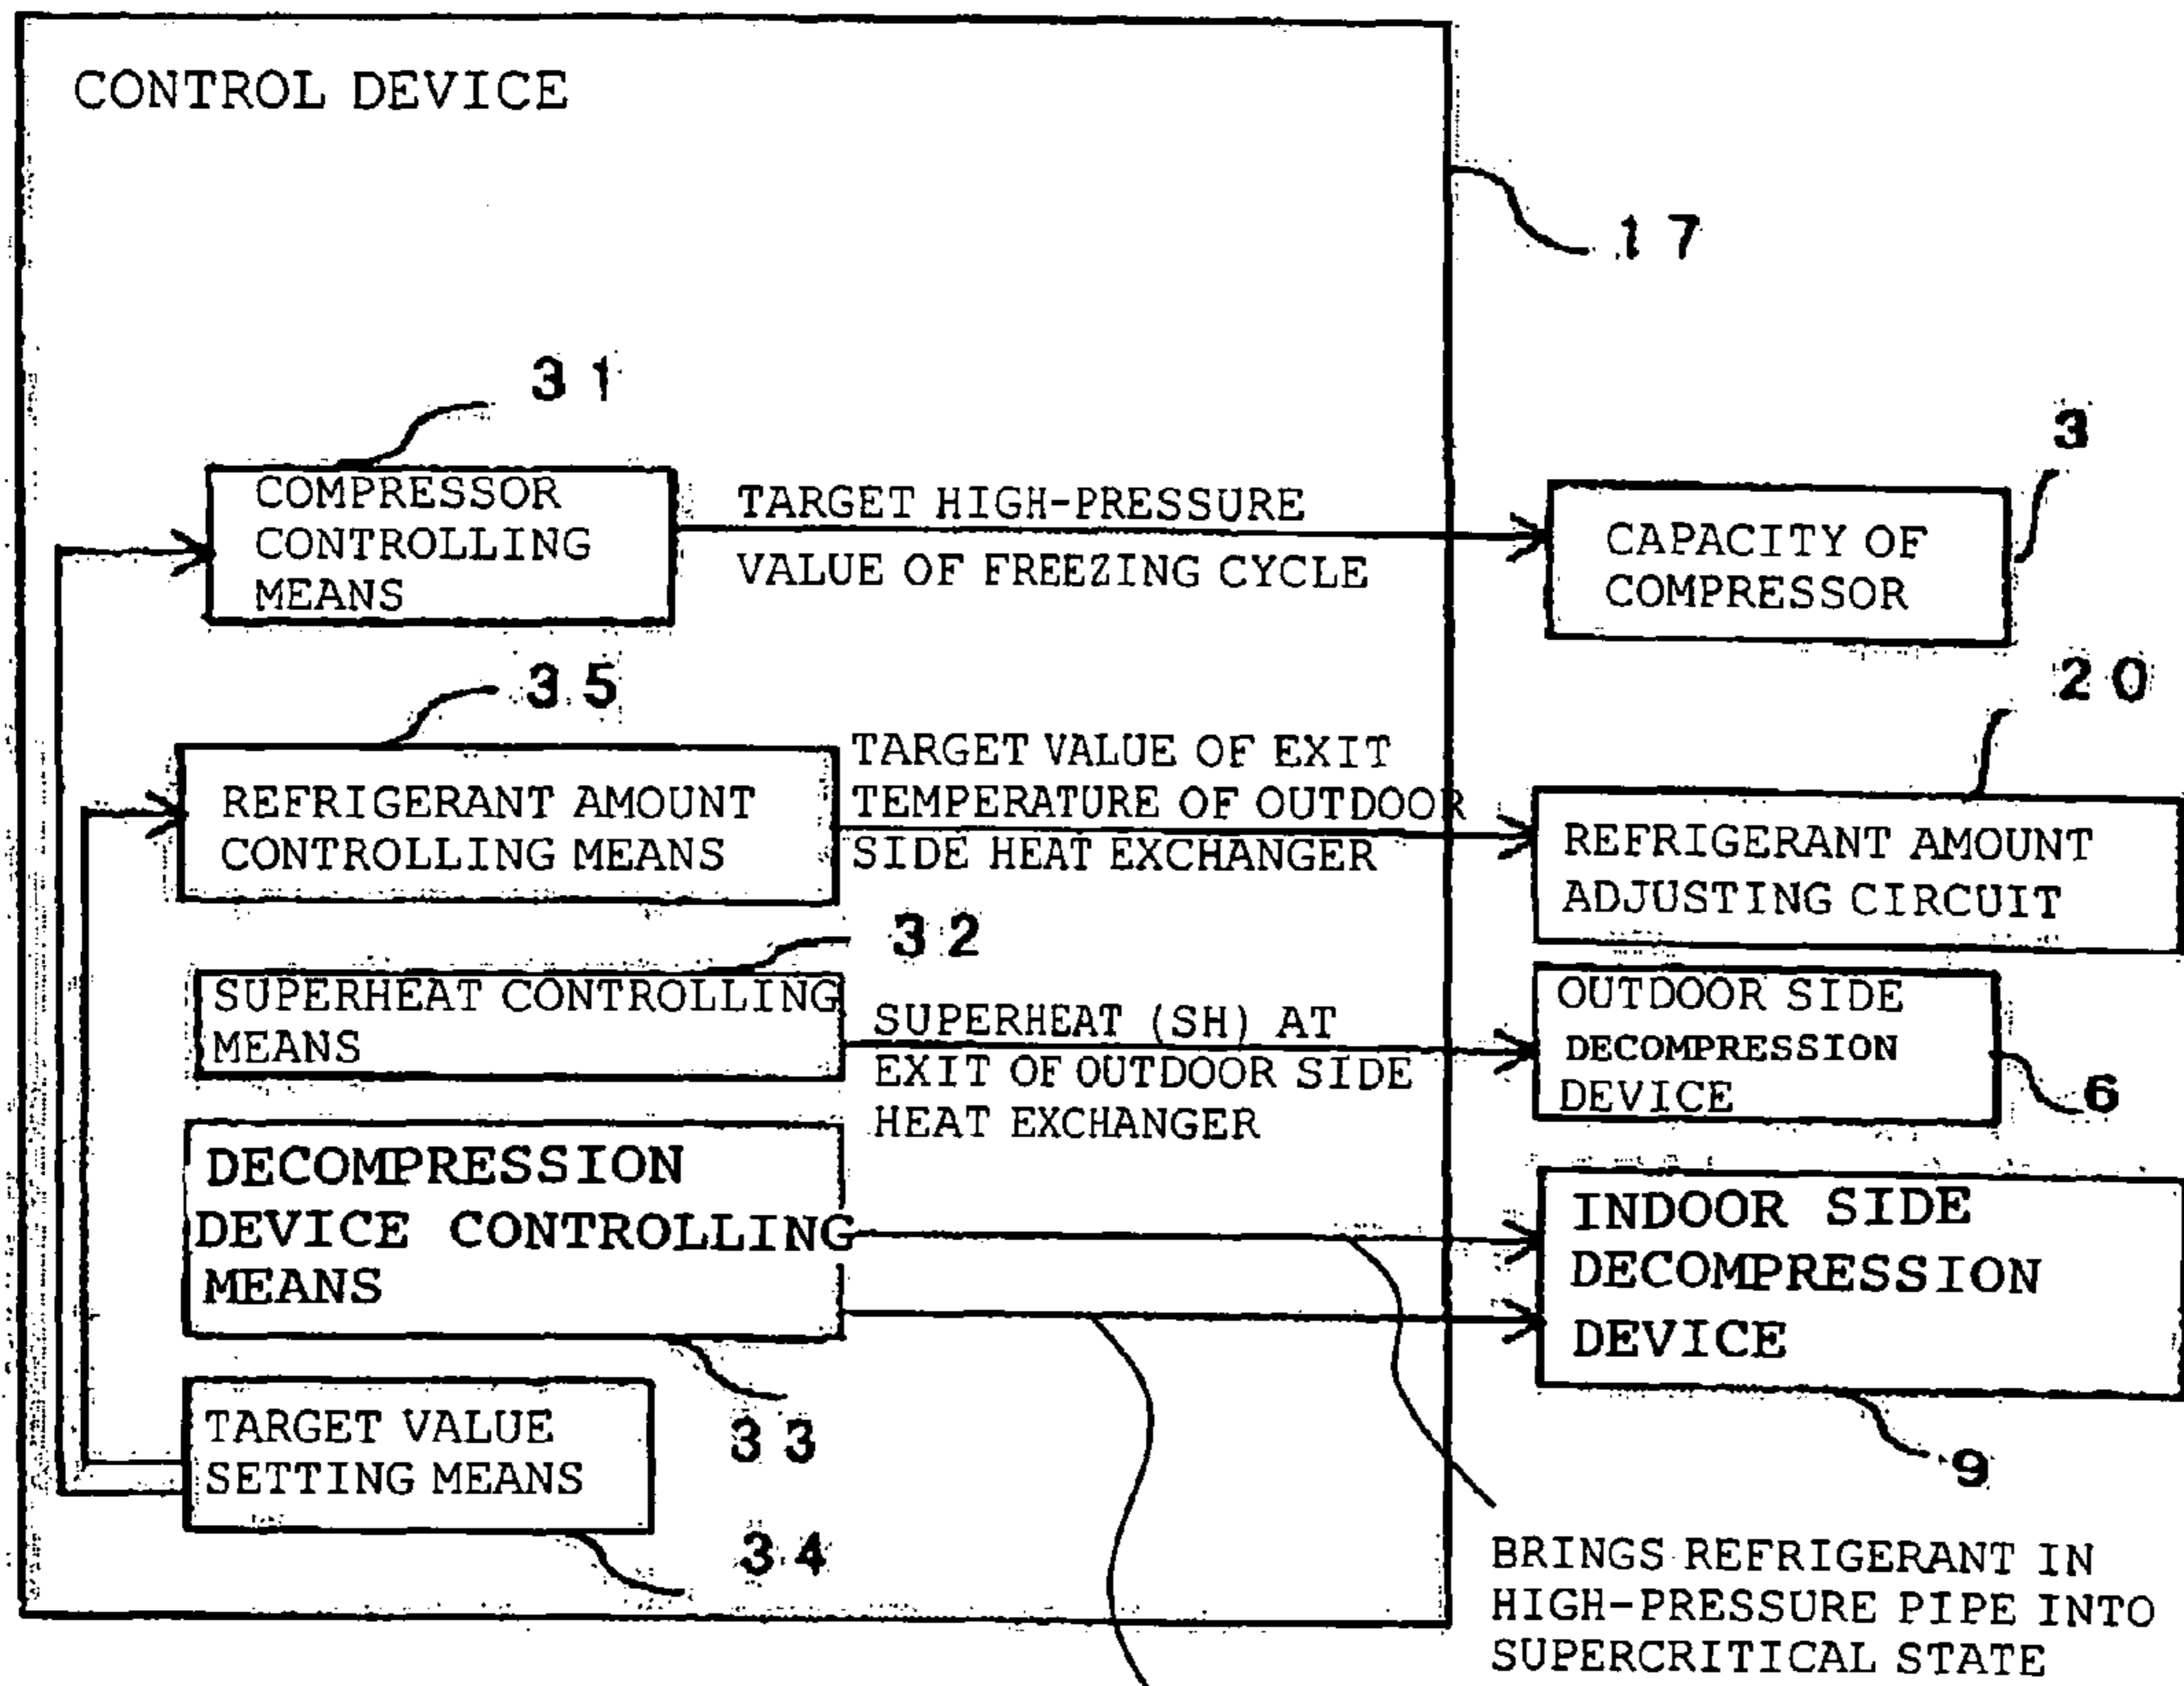 CONTROL DEVICE
17
31
COMPRESSOR
CONTROLLING
MEANS
TARGET HIGH-PRESSURE
VALUE OF FREEZING CYCLE
3
CAPACITY OF
COMPRESSOR
35
REFRIGERANT AMOUNT
CONTROLLING MEANS
TARGET VALUE OF EXIT
TEMPERATURE OF OUTDOOR
SIDE HEAT EXCHANGER
20
REFRIGERANT AMOUNT
ADJUSTING CIRCUIT
32
SUPERHEAT CONTROLLING
MEANS
SUPERHEAT (SH) AT
EXIT OF OUTDOOR SIDE
HEAT EXCHANGER
OUTDOOR SIDE
DECOMPRESSION
DEVICE
6
DECOMPRESSION
DEVICE CONTROLLING
MEANS
33
INDOOR SIDE
DECOMPRESSION
DEVICE
9
TARGET VALUE
SETTING MEANS
34
BRINGS REFRIGERANT IN
HIGH-PRESSURE PIPE INTO
SUPERCRITICAL STATE